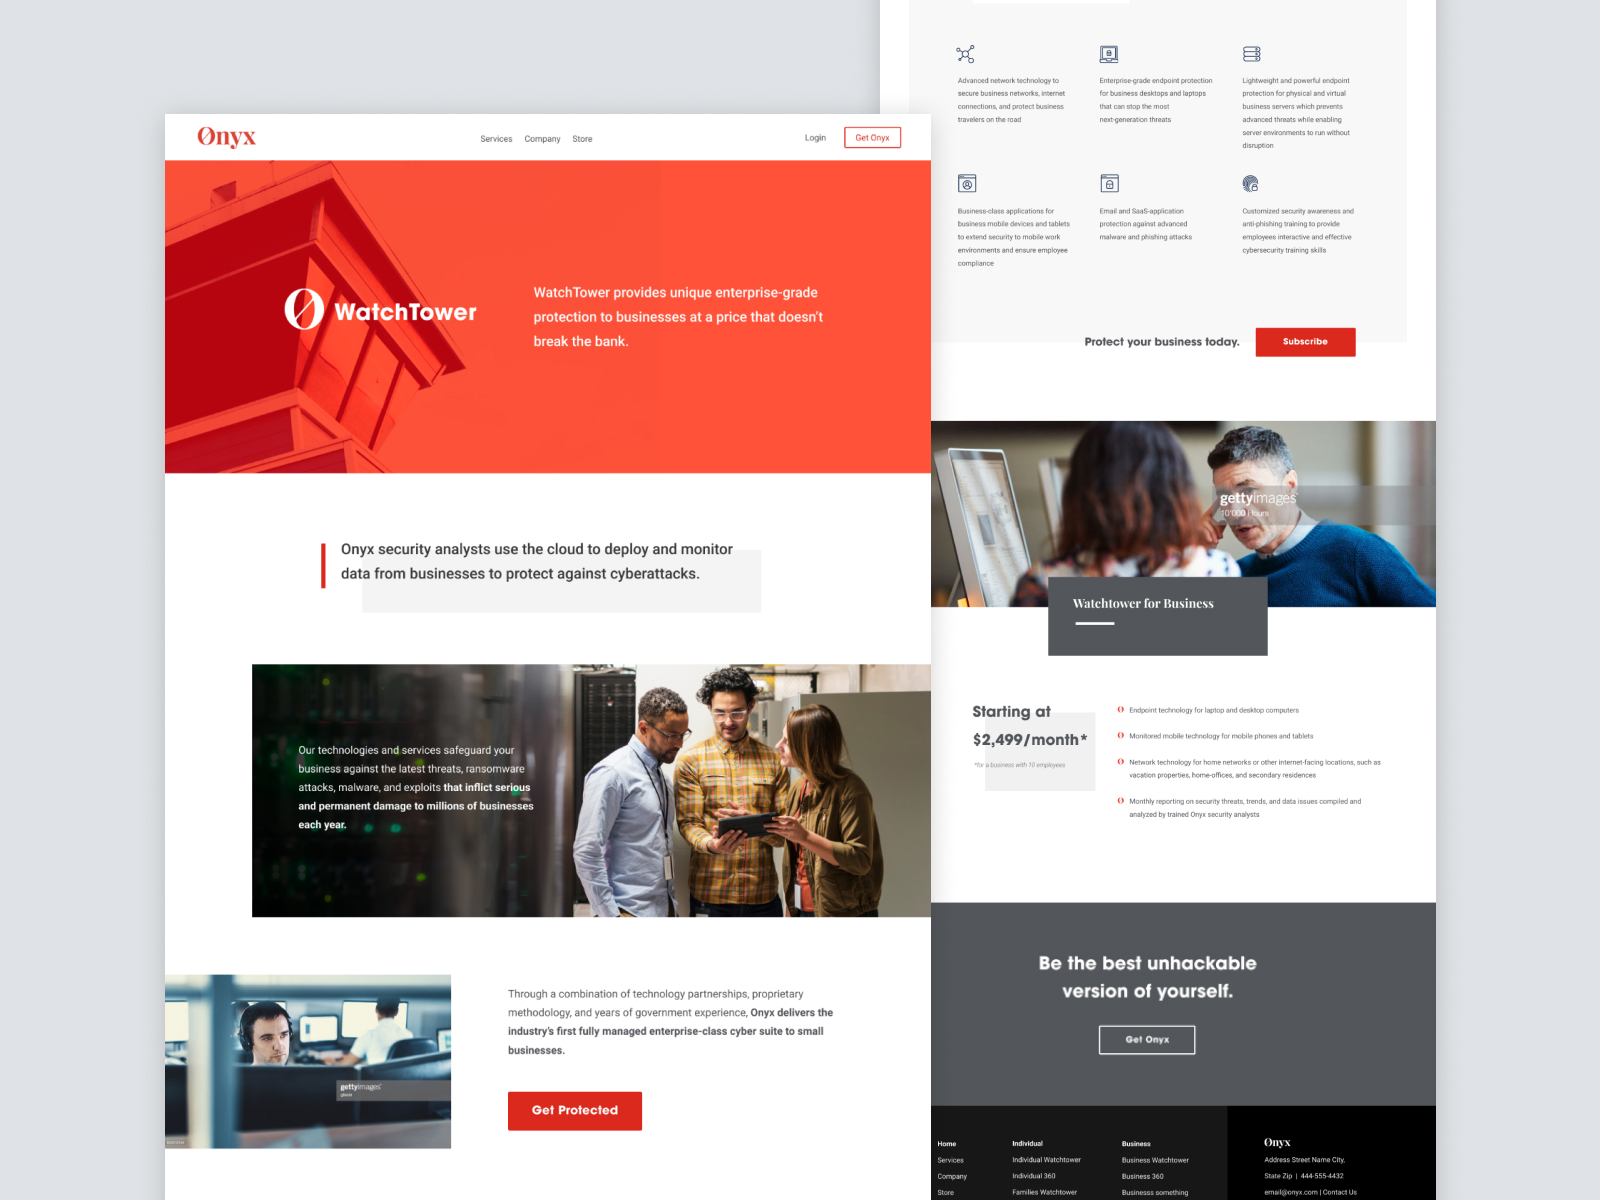 Onyx
Services
Company
Store
Login
Get Onyx
WatchTower
WatchTower provides unique enterprise-grade
protection to businesses at a price that doesn't
break the bank.
Onyx security analysts use the cloud to deploy and monitor
data from businesses to protect against cyberattacks.
Our technologies and services safeguard your
business against the latest threats, ransomware
attacks, malware, and exploits that inflict serious
and permanent damage to millions of businesses
each year.
gettyimages
Through a combination of technology partnerships, proprietary
methodology, and years of government experience, Onyx delivers the
industry's first fully managed enterprise-class cyber suite to small
businesses.
Get Protected
Advanced network technology to
secure business networks, internet
connections, and protect business
travelers on the road
Enterprise-grade endpoint protection
for business desktops and laptops
that can stop the most
next-generation threats
Lightweight and powerful endpoint
protection for physical and virtual
business servers which prevents
advanced threats while enabling
server environments to run without
disruption
Business-class applications for
business mobile devices and tablets
to extend security to mobile work
environments and ensure employee
compliance
Email and SaaS-application
protection against advanced
malware and phishing attacks
Customized security awareness and
anti-phishing training to provide
employees interactive and effective
cybersecurity training skills
Protect your business today.
Subscribe
gettyimages
10'000 Hours
Watchtower for Business
Starting at
$2,499/month*
*for a business with 10 employees
Endpoint technology for laptop and desktop computers
Monitored mobile technology for mobile phones and tablets
Network technology for home networks or other internet-facing locations, such as
vacation properties, home-offices, and secondary residences
Monthly reporting on security threats, trends, and data issues compiled and
analyzed by trained Onyx security analysts
Be the best unhackable
version of yourself.
Get Onyx
Home
Services
Company
Store
Individual
Individual Watchtower
Individual 360
Families Watchtower
Business
Business Watchtower
Business 360
Businesss something
Onyx
Address Street Name City,
State Zip | 444-555-4432
email@onyx.com | Contact Us